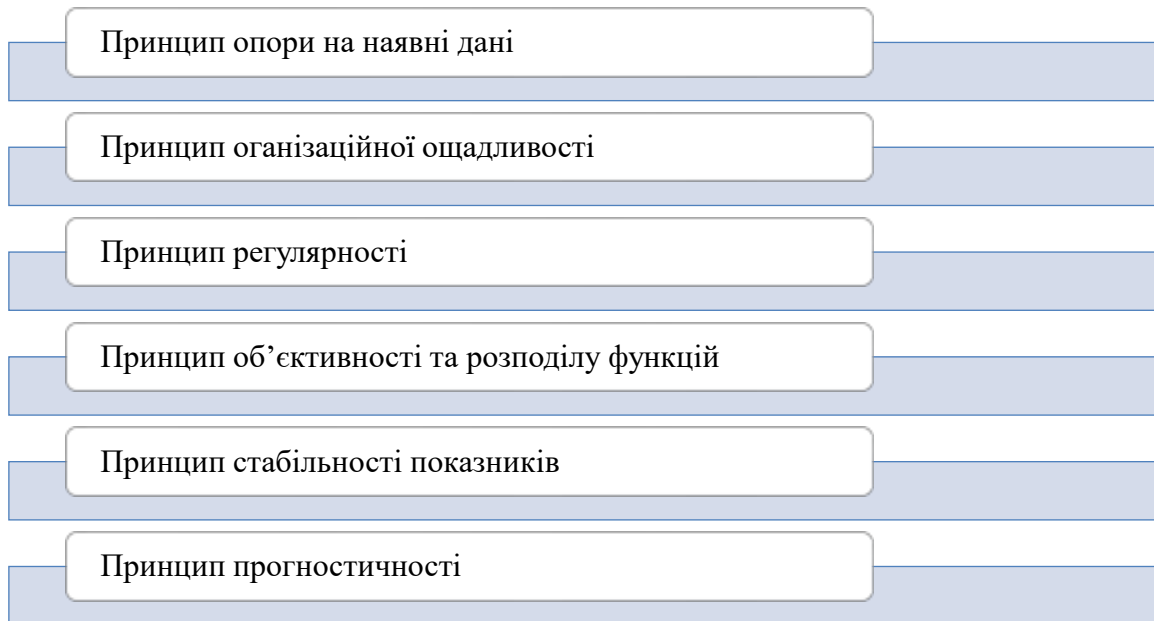 Принцип опори на наявні дані
Принцип оганізаційної ощадливості
Принцип регулярності
Принцип об’єктивності та розподілу функцій
Принцип стабільності показників
Принцип прогностичності